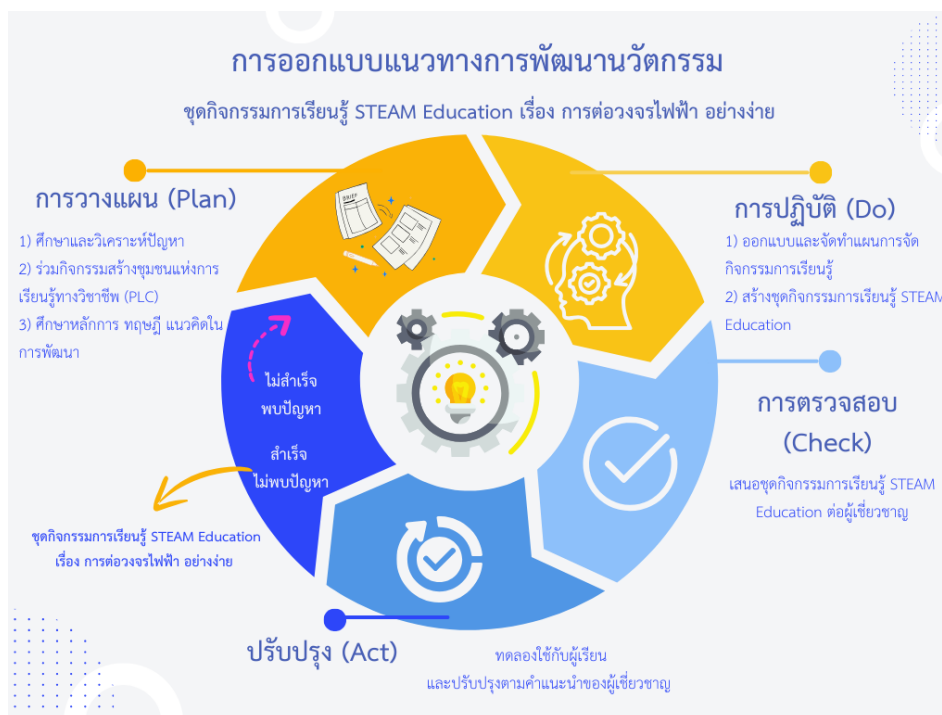 การออกแบบแนวทางการพัฒนานวัตกรรม
ชุดกิจกรรมการเรียนรู้ STEAM Education เรื่อง การต่อวงจรไฟฟ้า อย่างง่าย
การวางแผน (Plan)
1) ศึกษาและวิเคราะห์ปัญหา
2) ร่วมกิจกรรมสร้างชุมชนแห่งการ
เรียนรู้ทางวิชาชีพ (PLC)
3) ศึกษาหลักการ ทฤษฎี แนวคิดใน
การพัฒนา
BRIEF
การปฏิบัติ (Do)
1) ออกแบบและจัดทำแผนการจัด
กิจกรรมการเรียนรู้
2) สร้างชุดกิจกรรมการเรียนรู้ STEAM
Education
การตรวจสอบ
(Check)
เสนอชุดกิจกรรมการเรียนรู้ STEAM
Education ต่อผู้เชี่ยวชาญ
ไม่สำเร็จ
พบปัญหา
สำเร็จ
ไม่พบปัญหา
ชุดกิจกรรมการเรียนรู้ STEAM Education
เรื่อง การต่อวงจรไฟฟ้า อย่างง่าย
ปรับปรุง (Act)
ทดลองใช้กับผู้เรียน
และปรับปรุงตามคำแนะนำของผู้เชี่ยวชาญ